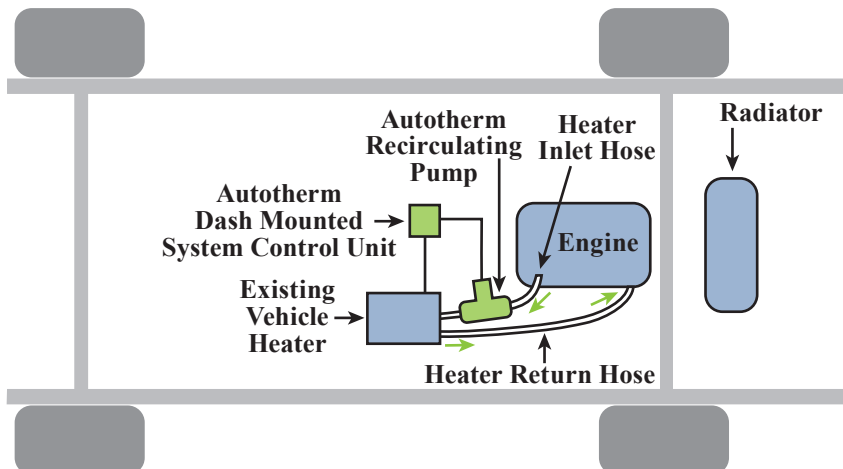 Radiator
Autotherm
Recirculating
Pump
Heater
Inlet Hose
Autotherm
Dash Mounted
System Control Unit
Engine
Existing
Vehicle
Heater
Heater Return Hose